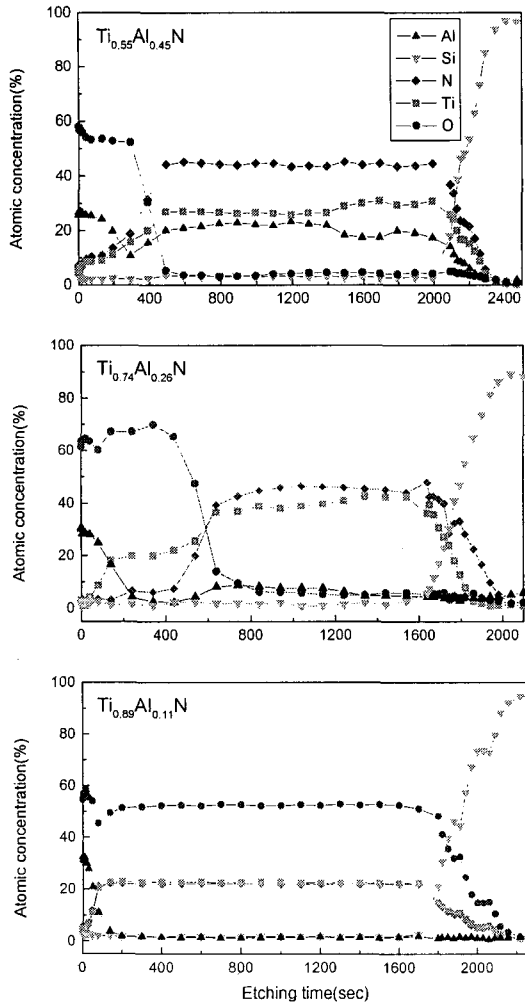 Ti0.55Al0.45N
Al
Si
N
Ti
O
Atomic concentration(%)
100
80
60
40
20
0
0 400 800 1200 1600 2000 2400
Ti0.74Al0.26N
Atomic concentration(%)
100
80
60
40
20
0
0 400 800 1200 1600 2000
Ti0.89Al0.11N
Atomic concentration(%)
100
80
60
40
20
0
0 400 800 1200 1600 2000
Etching time(sec)